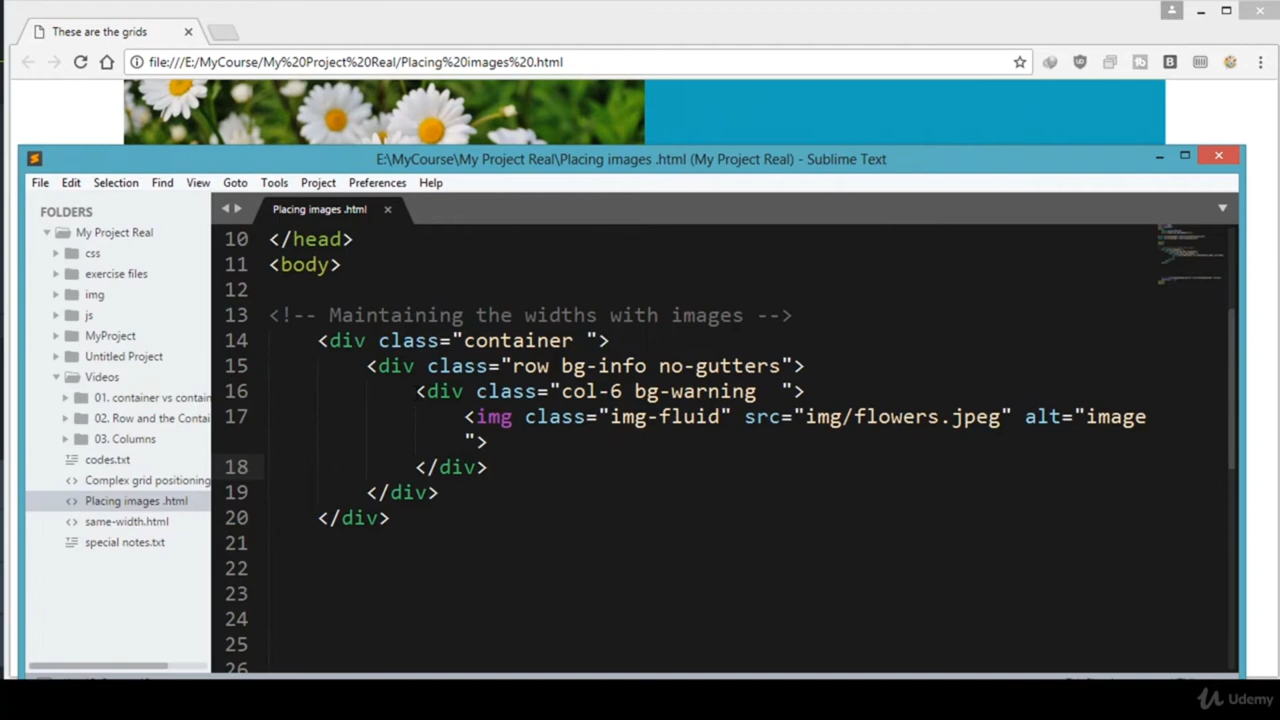 These are the grids
file:///E:/MyCourse/My%20Project%20Real/Placing%20images%20.html
E:\MyCourse\My Project Real\Placing images .html (My Project Real) - Sublime Text
File Edit Selection Find View Goto Tools Project Preferences Help
FOLDERS
My Project Real
css
exercise files
img
js
MyProject
Untitled Project
Videos
01. container vs contain
02. Row and the Conta
03. Columns
codes.txt
Complex grid positioning
Placing images .html
same-width.html
special notes.txt
Placing images .html
10 </head>
11 <body>
12
13 <!-- Maintaining the widths with images -->
14 <div class="container ">
15 <div class="row bg-info no-gutters">
16 <div class="col-6 bg-warning  ">
17 <img class="img-fluid" src="img/flowers.jpeg" alt="image
">
18 </div>
19 </div>
20 </div>
21
22
23
24
25
26
Udemy